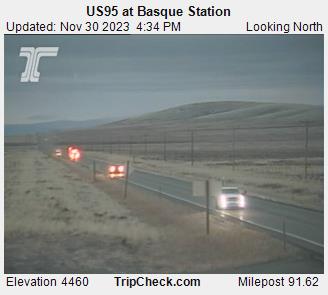 US95 at Basque Station
Updated: Nov 30 2023 4:34 PM Looking North
Elevation 4460 TripCheck.com Milepost 91.62